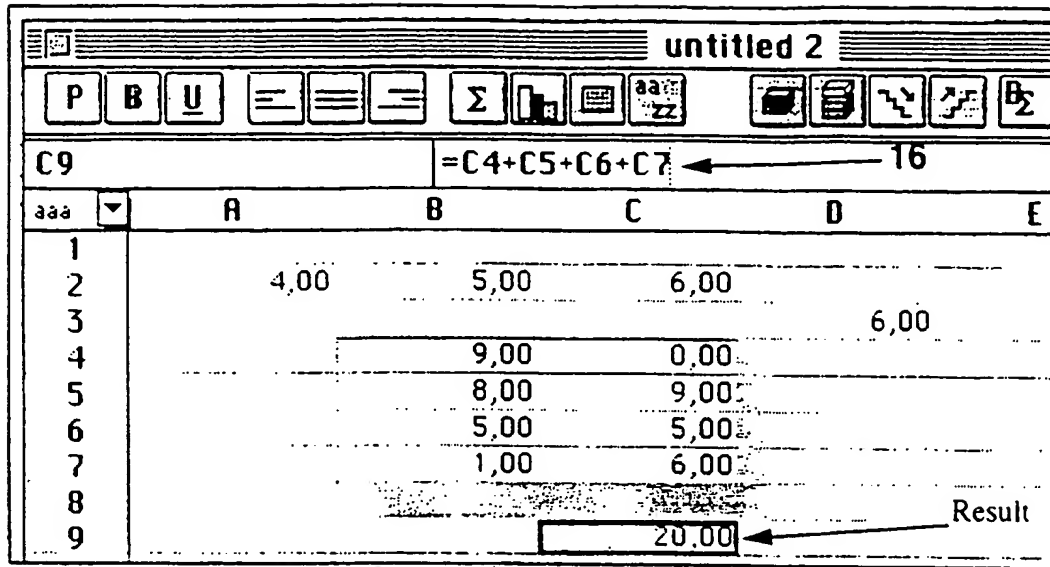 untitled 2
P B U Σ aa zz Σ
C9 =C4+C5+C6+C7 16
aaa A B C D E
1
2 4,00 5,00 6,00
3 6,00
4 9,00 0,00
5 8,00 9,00
6 5,00 5,00
7 1,00 6,00
8
Result
9 20,00